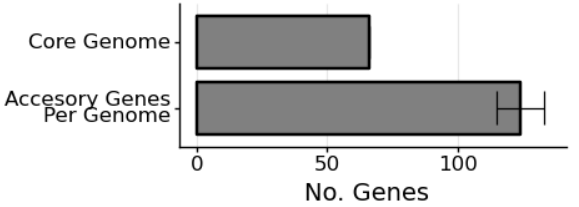 Core Genome
Accesory Genes
Per Genome
0 50 100
No. Genes